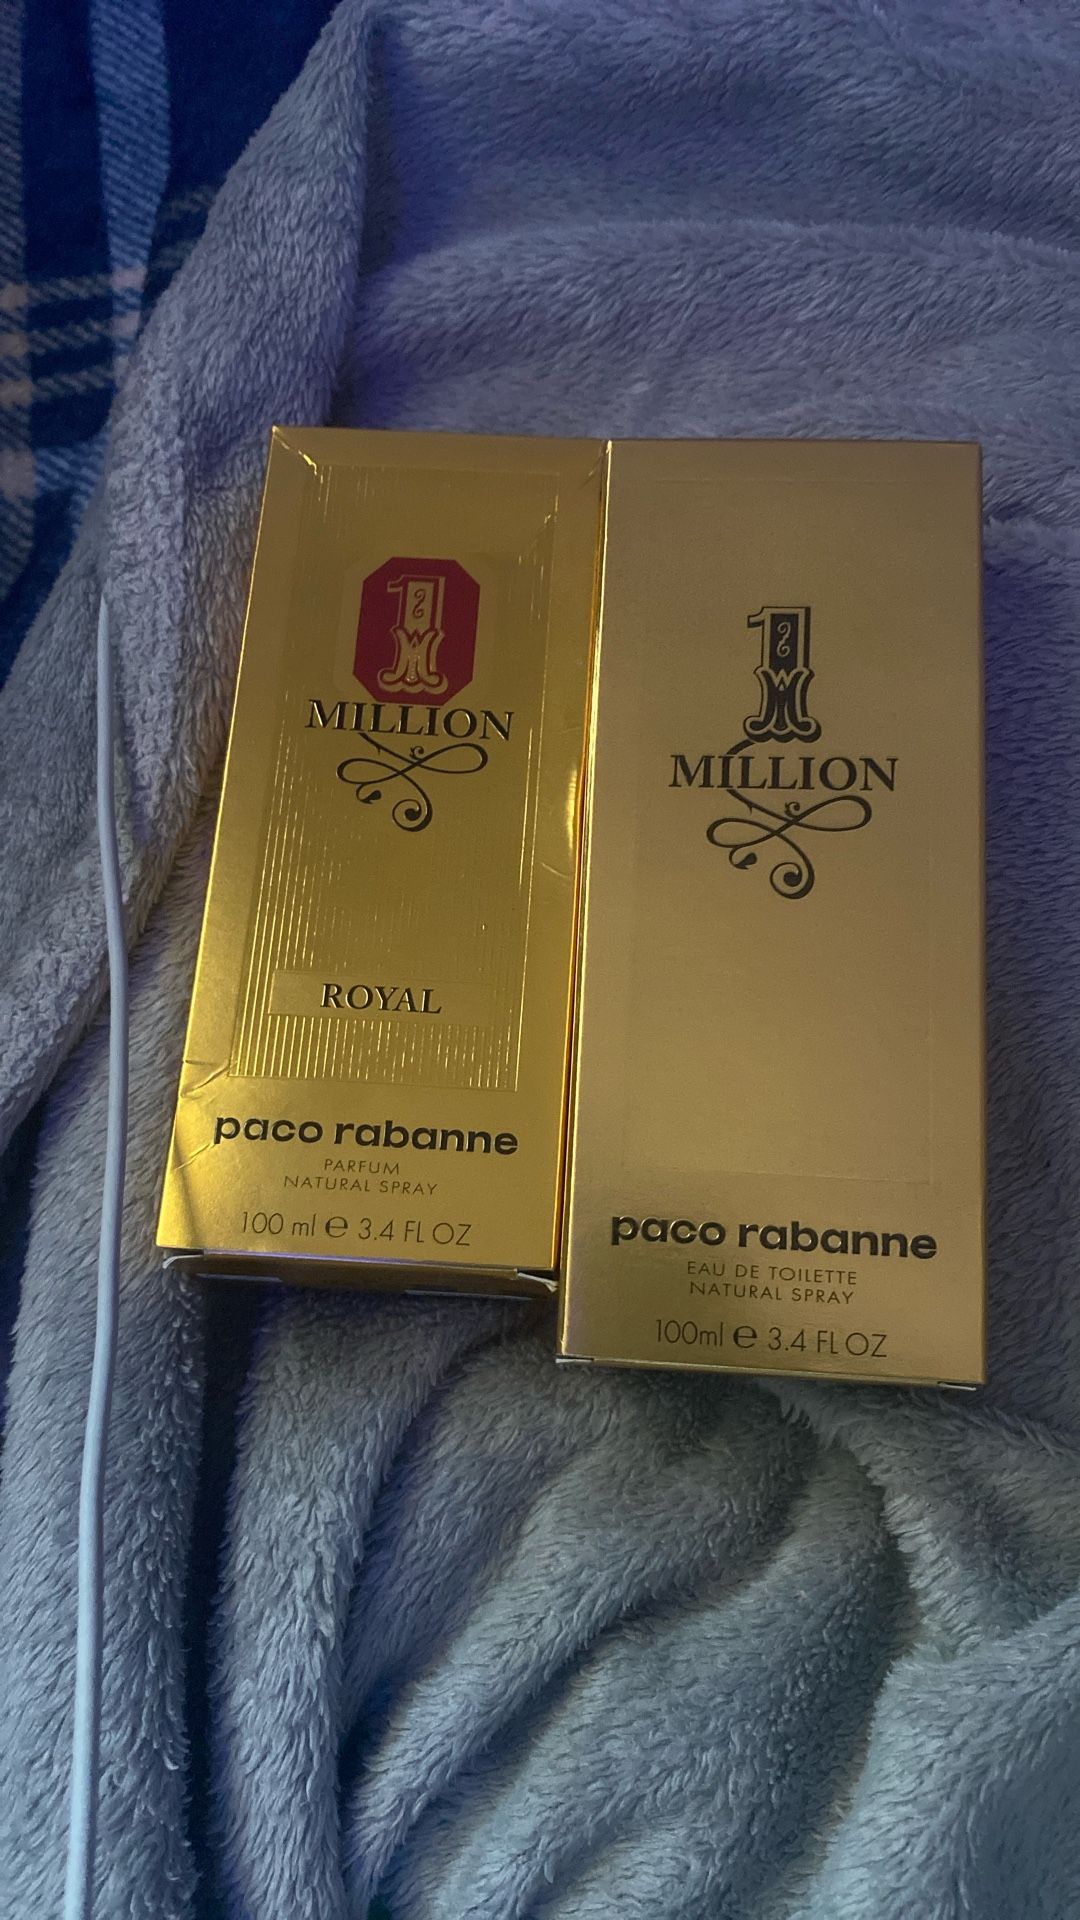 1
MILLION
ROYAL
paco rabanne
PARFUM
NATURAL SPRAY
100 ml e 3.4 FL OZ
1
MILLION
paco rabanne
EAU DE TOILETTE
NATURAL SPRAY
100ml e 3.4 FL OZ